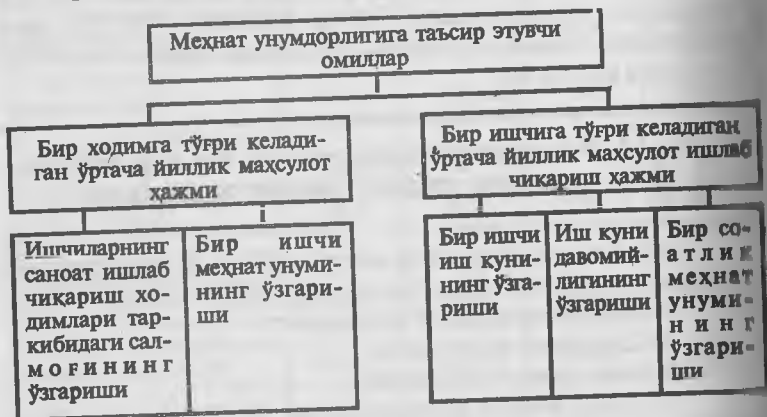 Меҳнат унумдорлигига таъсир этувчи
омиллар
Бир ходимга тўғри келади-
ган ўртача йиллик маҳсулот
ҳажми
Бир ишчига тўғри келадиган
ўртача йиллик маҳсулот ишлаб
чиқариш ҳажми
Ишчиларнинг
саноат ишлаб
чиқариш хо-
димлари тар-
кибидаги сал-
моғининг
ўзгариши
Бир ишчи
меҳнат унуми-
нинг ўзгари-
ши
Бир ишчи
иш куни-
нинг ўзга-
риши
Иш куни
давомий-
лигининг
ўзгариши
Бир со-
атлик
меҳнат
унуми-
нинг
ўзгари-
ши